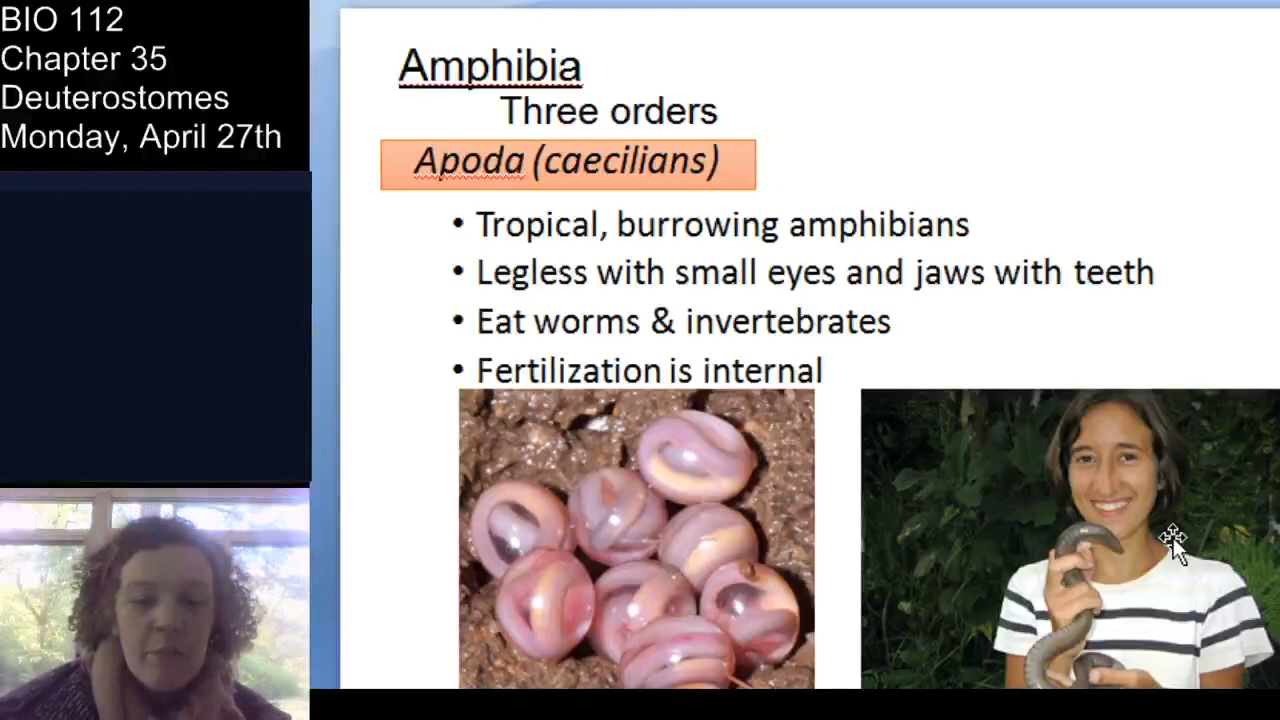 BIO 112
Chapter 35
Deuterostomes
Monday, April 27th
Amphibia
Three orders
Apoda (caecilians)
• Tropical, burrowing amphibians
• Legless with small eyes and jaws with teeth
• Eat worms & invertebrates
• Fertilization is internal